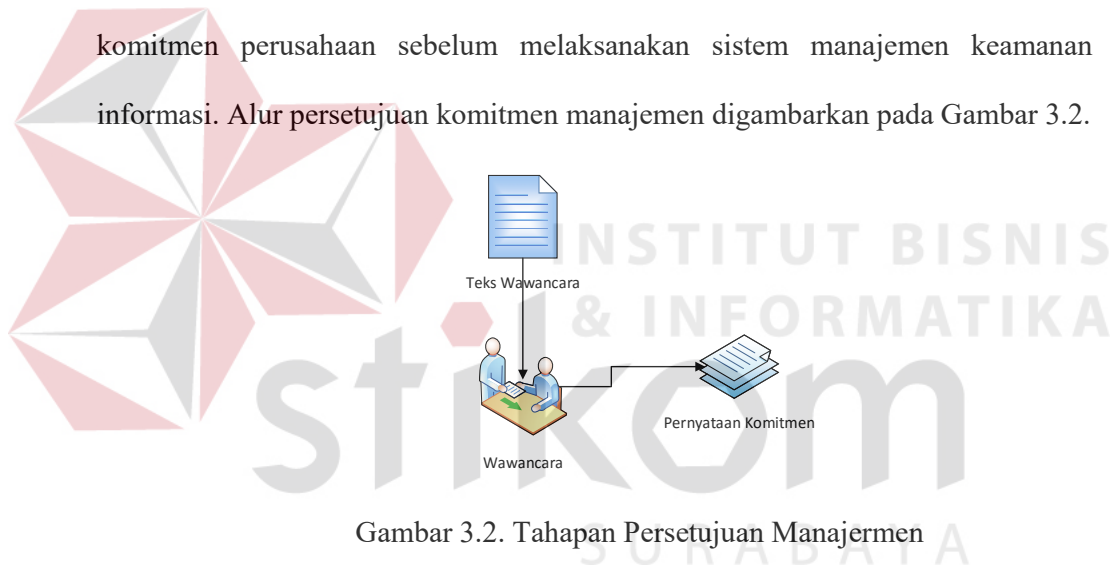 komitmen perusahaan sebelum melaksanakan sistem manajemen keamanan
informasi. Alur persetujuan komitmen manajemen digambarkan pada Gambar 3.2.
INSTITUT BISNIS
Teks Wawancara
& INFORMATIKA
stikom
Pernyataan Komitmen
Wawancara
Gambar 3.2. Tahapan Persetujuan Manajermen
SURABAYA